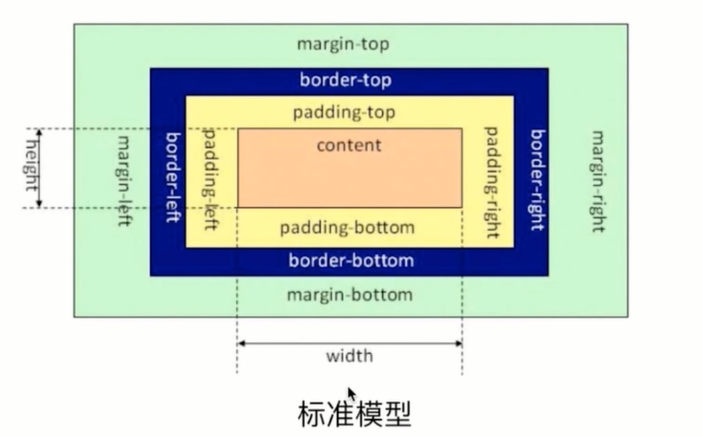 margin-top
border-top
padding-top
content
height
margin-left
border-left
padding-left
padding-right
border-right
margin-right
padding-bottom
border-bottom
margin-bottom
width
标准模型